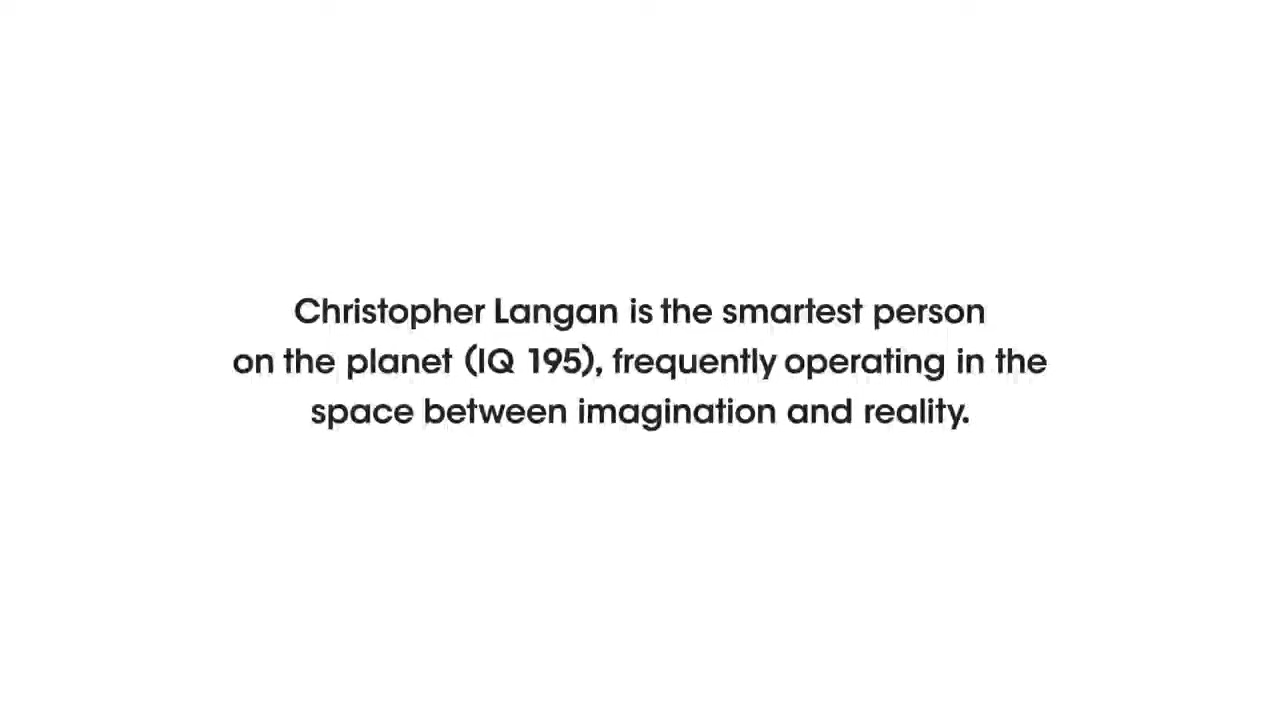 Christopher Langan is the smartest person
on the planet (IQ 195), frequently operating in the
space between imagination and reality.